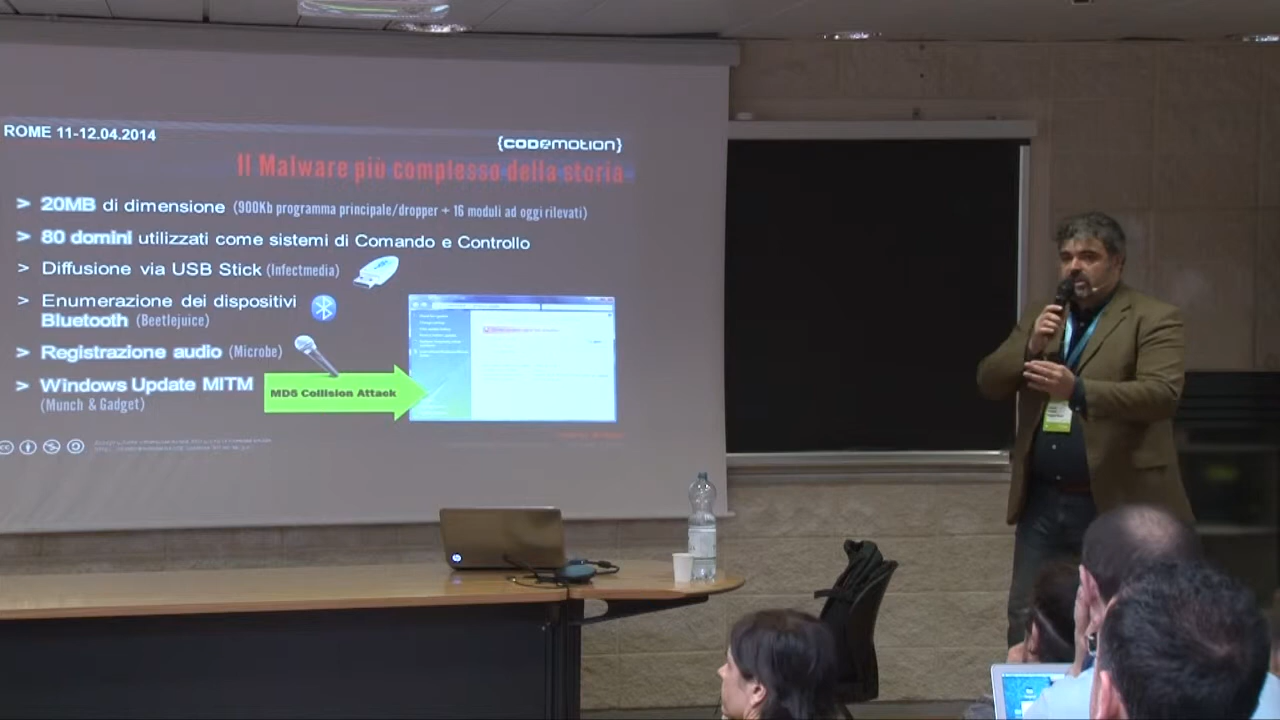 ROME 11-12.04.2014
{codemotion}
Il Malware più complesso della storia
> 20MB di dimensione (900Kb programma principale/dropper + 16 moduli ad oggi rilevati)
> 80 domini utilizzati come sistemi di Comando e Controllo
> Diffusione via USB Stick (Infectmedia)
> Enumerazione dei dispositivi
Bluetooth (Beetlejuice)
> Registrazione audio (Microbe)
> Windows Update MITM
(Munch & Gadget)
MD5 Collision Attack